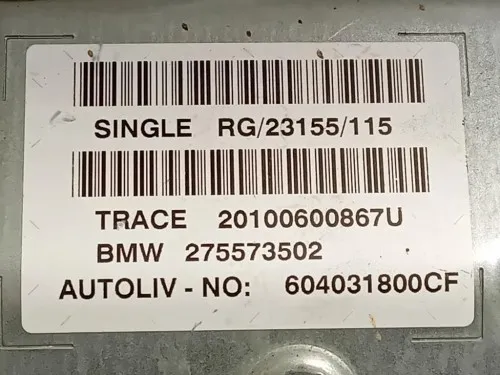 SINGLE RG/23155/115
TRACE 20100600867U
BMW 275573502
AUTOLIV - NO: 604031800CF